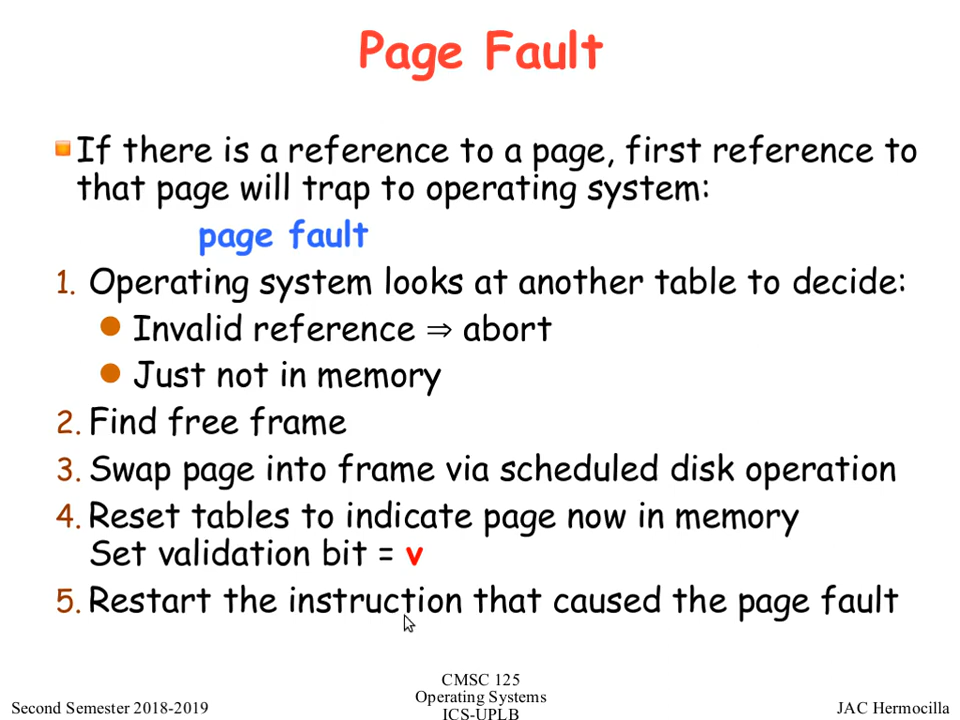 Page Fault
If there is a reference to a page, first reference to
that page will trap to operating system:
page fault
1. Operating system looks at another table to decide:
Invalid reference ⇒ abort
Just not in memory
2. Find free frame
3. Swap page into frame via scheduled disk operation
4. Reset tables to indicate page now in memory
Set validation bit = v
5. Restart the instruction that caused the page fault
CMSC 125
Operating Systems
ICS-UPLB
Second Semester 2018-2019
JAC Hermocilla